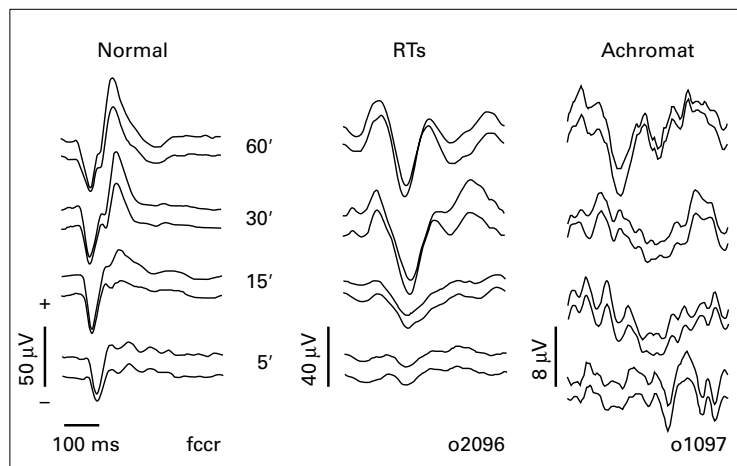 Normal RTs Achromat
60′
30′
15′
5′
+
50 µV
–
40 µV
8 µV
100 ms
fccr o2096 o1097